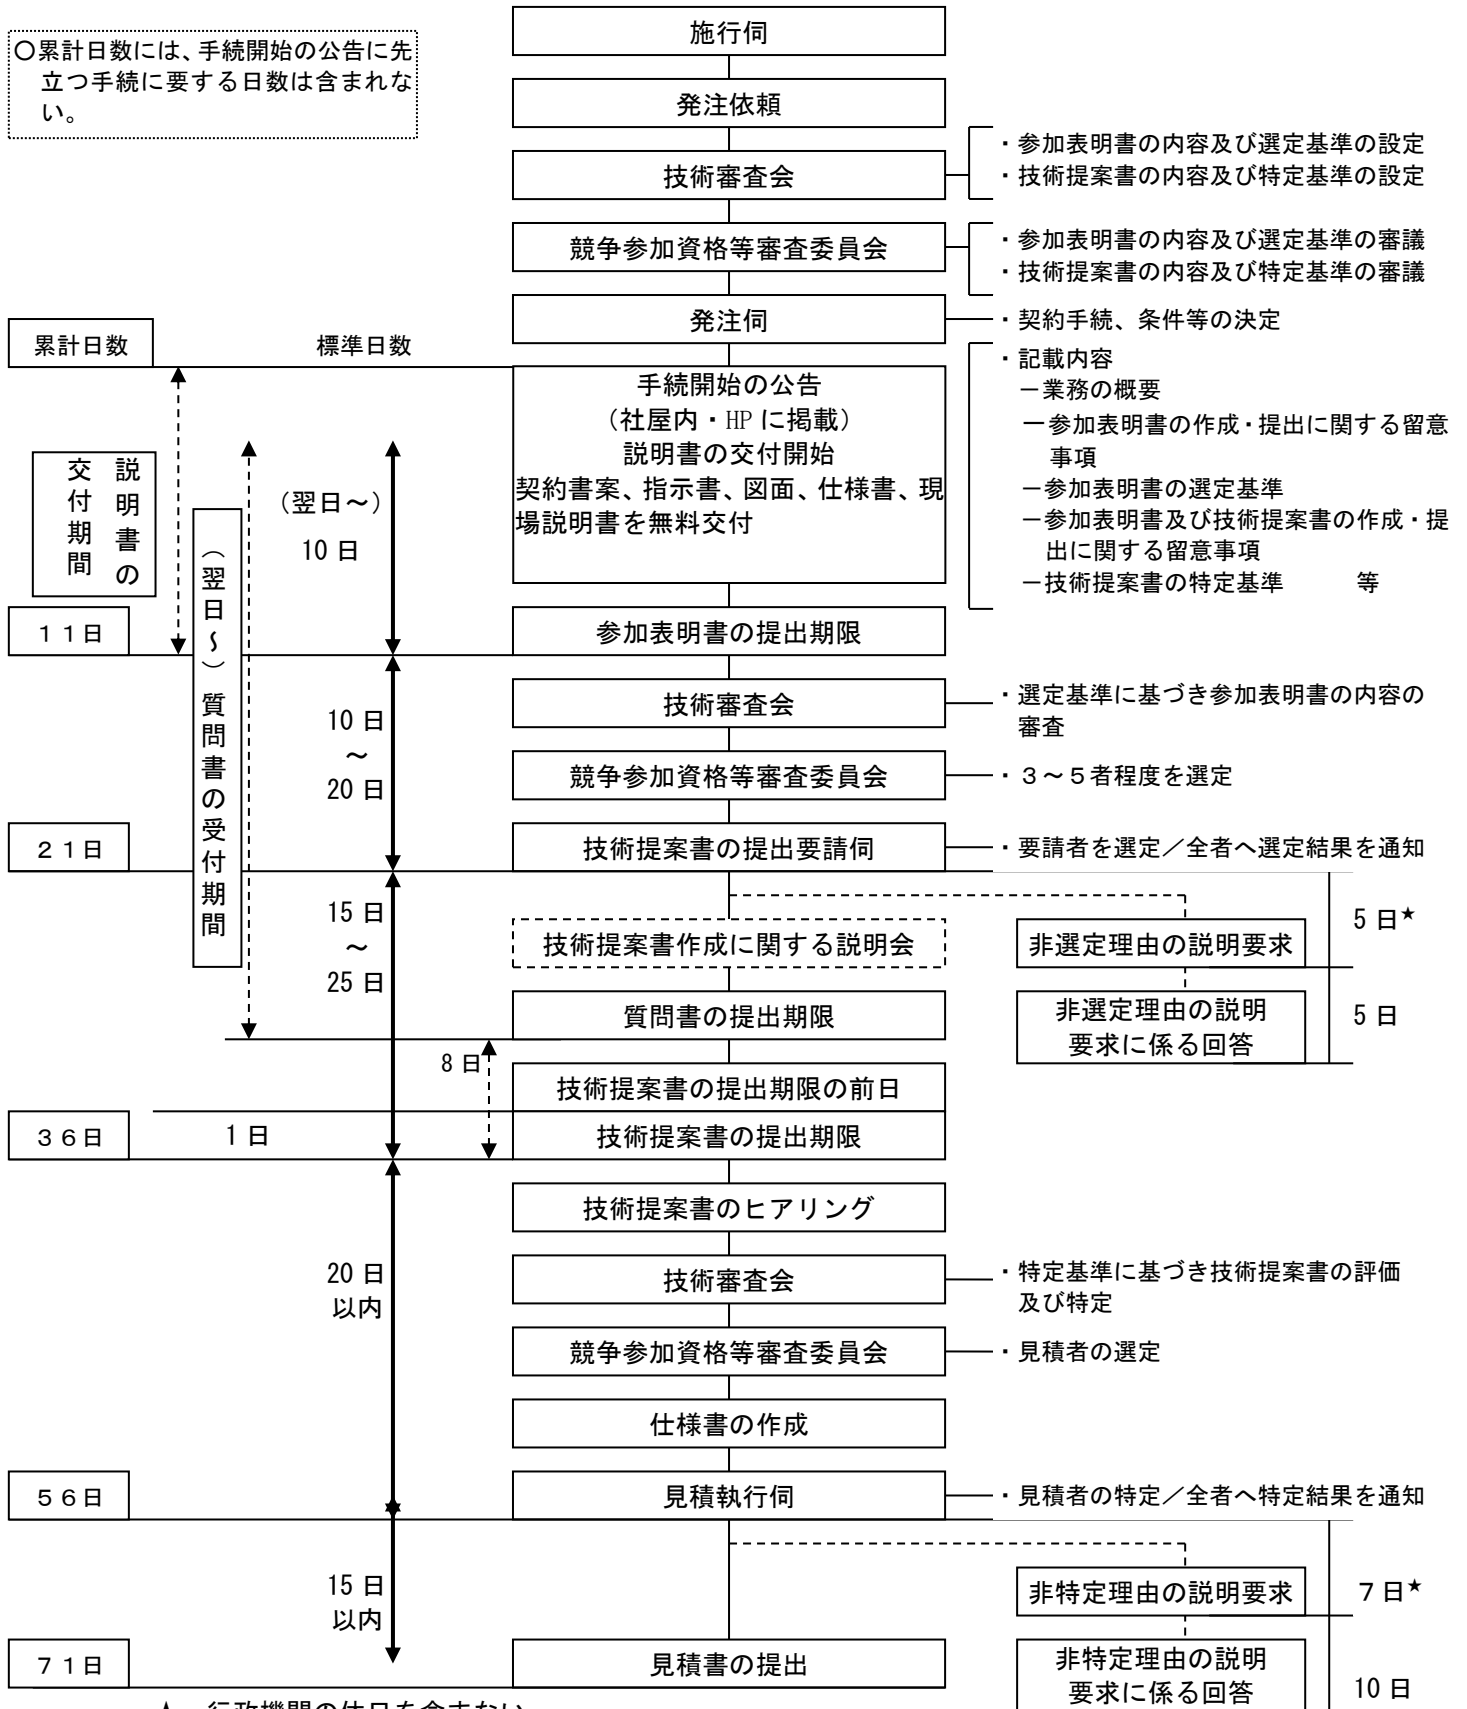 施行伺
〇累計日数には、手続開始の公告に先
立つ手続に要する日数は含まれな
い。
発注依頼
技術審査会
・参加表明書の内容及び選定基準の設定
・技術提案書の内容及び特定基準の設定
競争参加資格等審査委員会
・参加表明書の内容及び選定基準の審議
・技術提案書の内容及び特定基準の審議
発注伺
・契約手続、条件等の決定
累計日数
標準日数
手続開始の公告
(社屋内・HPに掲載)
説明書の交付開始
契約書案、指示書、図面、仕様書、現
場説明書を無料交付
・記載内容
－業務の概要
－参加表明書の作成・提出に関する留意
事項
－参加表明書の選定基準
－参加表明書及び技術提案書の作成・提
出に関する留意事項
－技術提案書の特定基準　　　等
説明書の
交付期間
(翌日～)
10日
(翌日～)質問書の受付期間
１１日
参加表明書の提出期限
技術審査会
・選定基準に基づき参加表明書の内容の
審査
10日
～
20日
競争参加資格等審査委員会
・３～５者程度を選定
２１日
技術提案書の提出要請伺
・要請者を選定／全者へ選定結果を通知
15日
～
25日
技術提案書作成に関する説明会
非選定理由の説明要求
5日★
質問書の提出期限
非選定理由の説明
要求に係る回答
5日
8日
技術提案書の提出期限の前日
３６日
1日
技術提案書の提出期限
技術提案書のヒアリング
20日
以内
技術審査会
・特定基準に基づき技術提案書の評価
及び特定
競争参加資格等審査委員会
・見積者の選定
仕様書の作成
５６日
見積執行伺
・見積者の特定／全者へ特定結果を通知
15日
以内
非特定理由の説明要求
７日★
７１日
見積書の提出
非特定理由の説明
要求に係る回答
10日